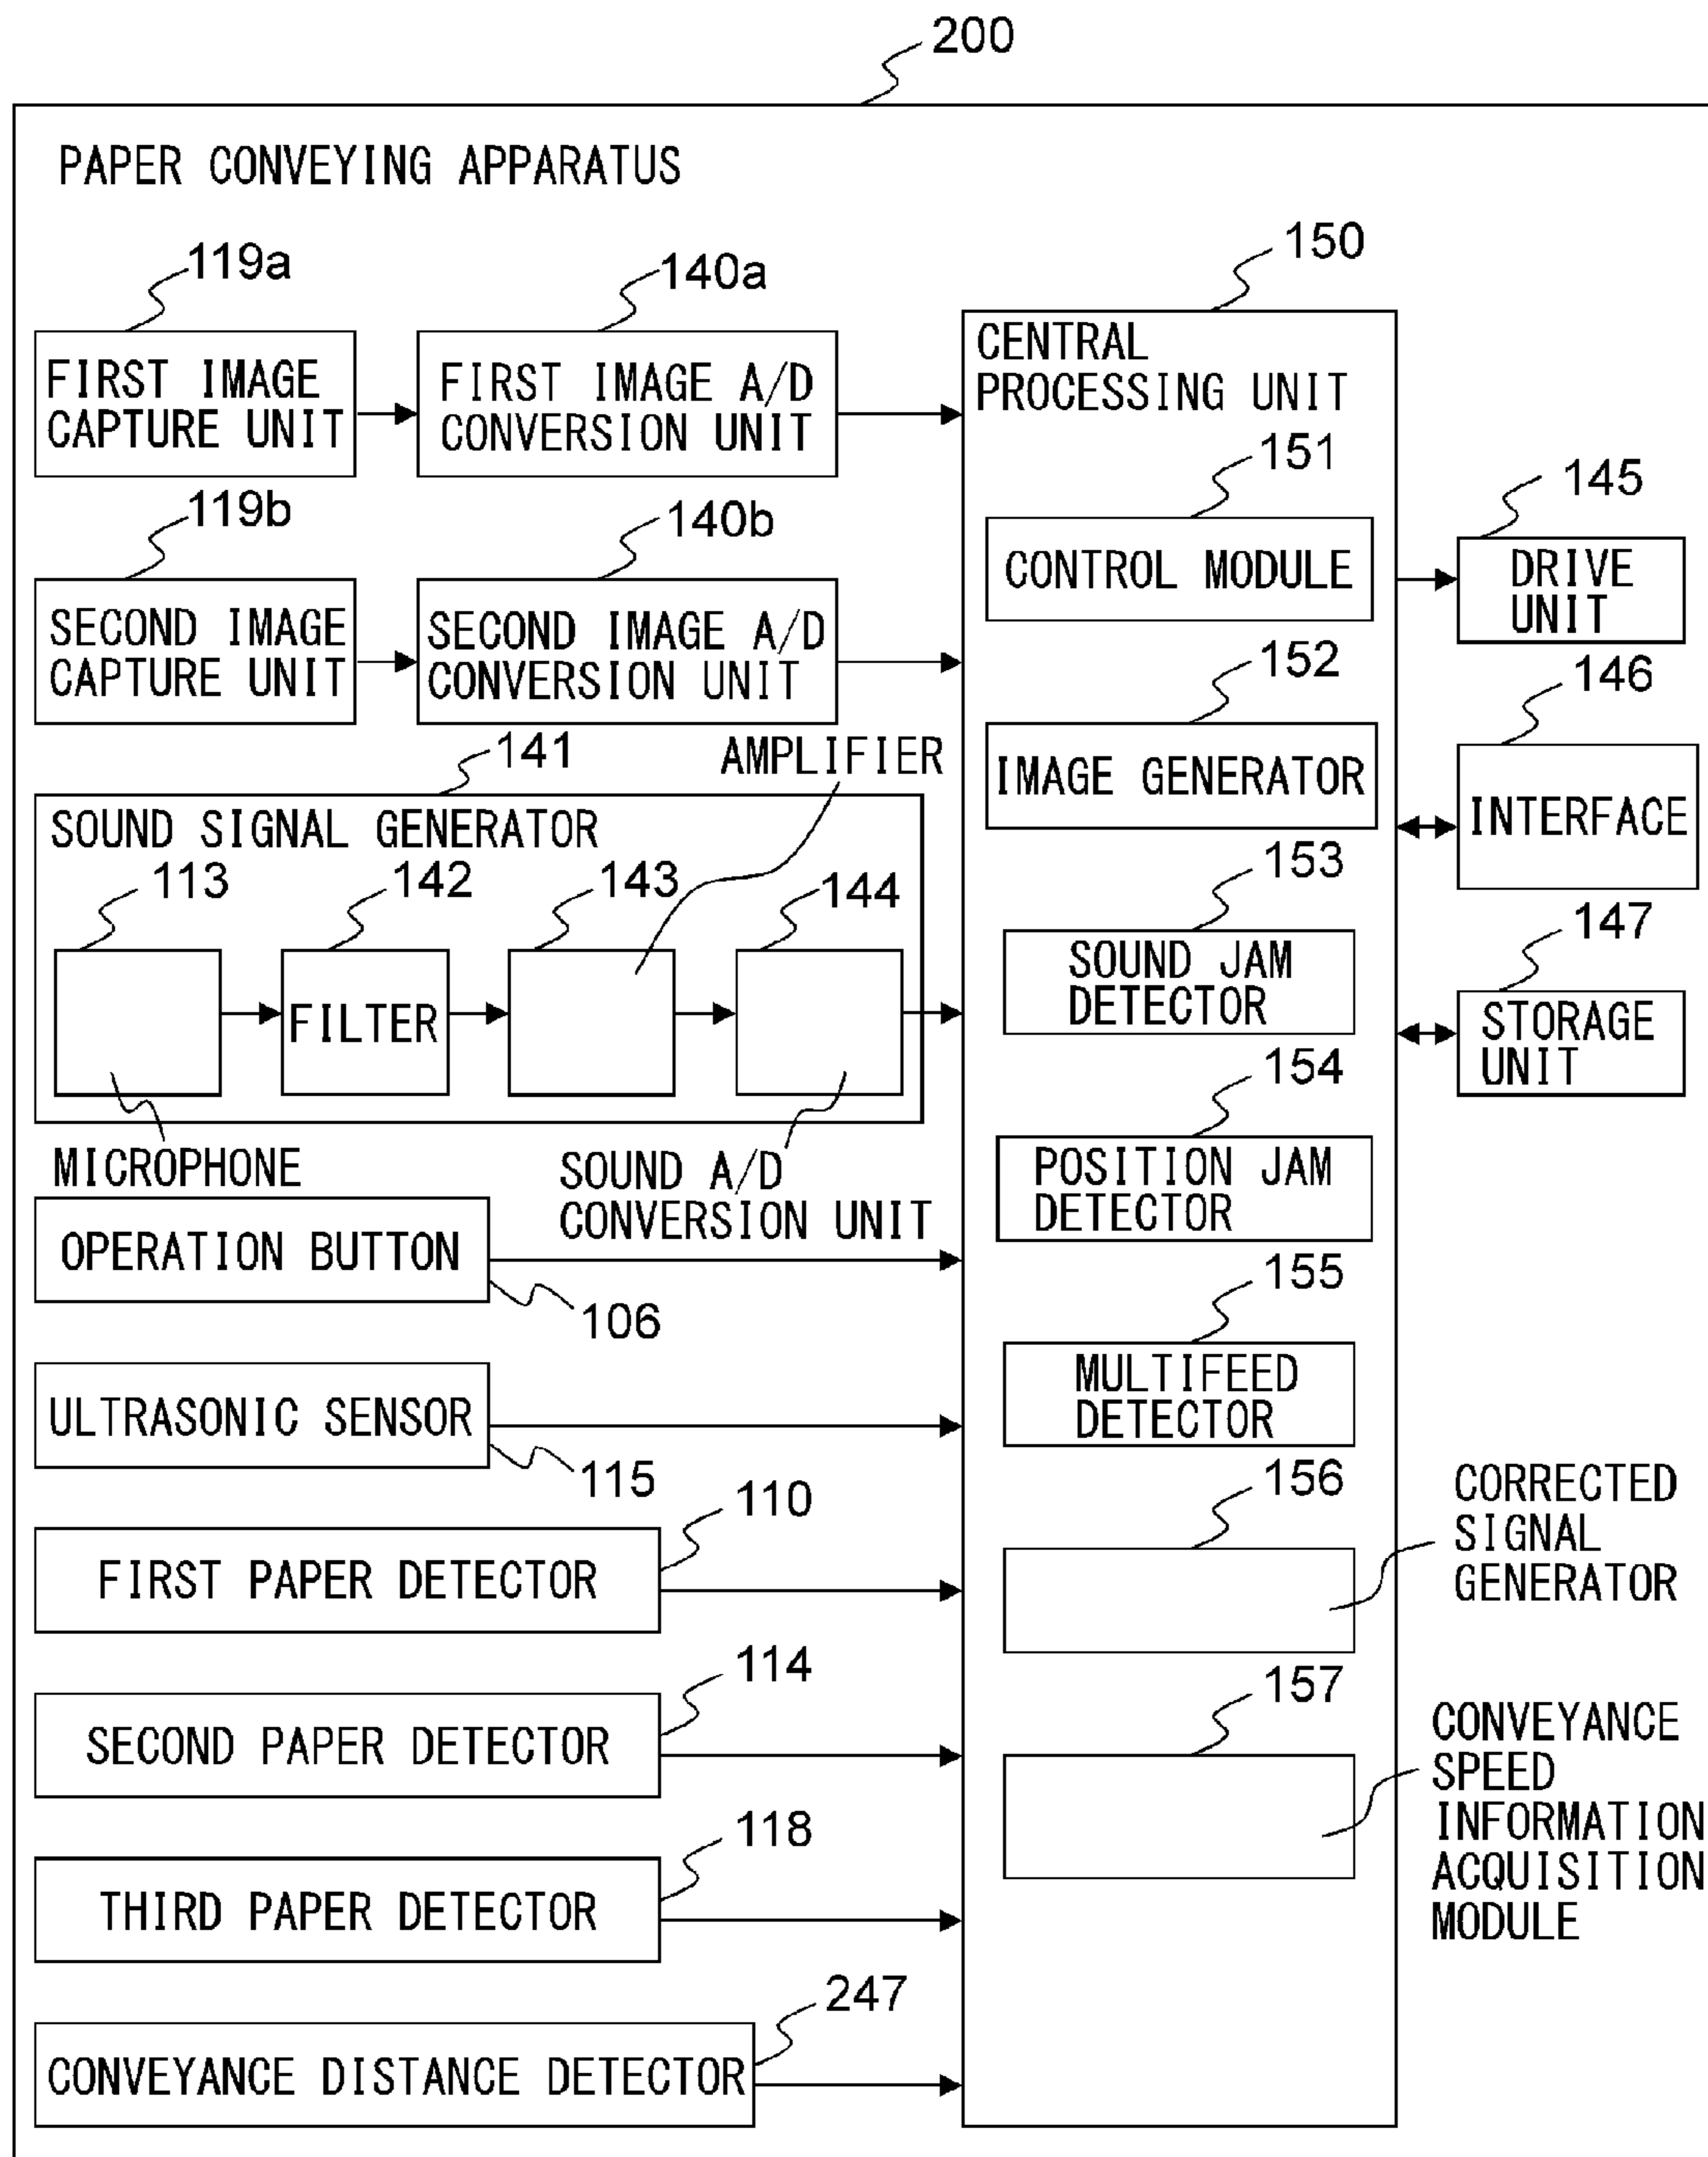 200
PAPER CONVEYING APPARATUS
119a
140a
150
FIRST IMAGE
CAPTURE UNIT
FIRST IMAGE A/D
CONVERSION UNIT
CENTRAL
PROCESSING UNIT
151
145
119b
140b
CONTROL MODULE
DRIVE
UNIT
SECOND IMAGE
CAPTURE UNIT
SECOND IMAGE A/D
CONVERSION UNIT
152
146
141
AMPLIFIER
IMAGE GENERATOR
INTERFACE
SOUND SIGNAL GENERATOR
113
142
143
144
153
147
FILTER
SOUND JAM
DETECTOR
STORAGE
UNIT
154
MICROPHONE
SOUND A/D
CONVERSION UNIT
POSITION JAM
DETECTOR
OPERATION BUTTON
106
155
ULTRASONIC SENSOR
115
MULTIFEED
DETECTOR
110
156
CORRECTED
SIGNAL
GENERATOR
FIRST PAPER DETECTOR
114
157
SECOND PAPER DETECTOR
CONVEYANCE
SPEED
INFORMATION
ACQUISITION
MODULE
118
THIRD PAPER DETECTOR
247
CONVEYANCE DISTANCE DETECTOR